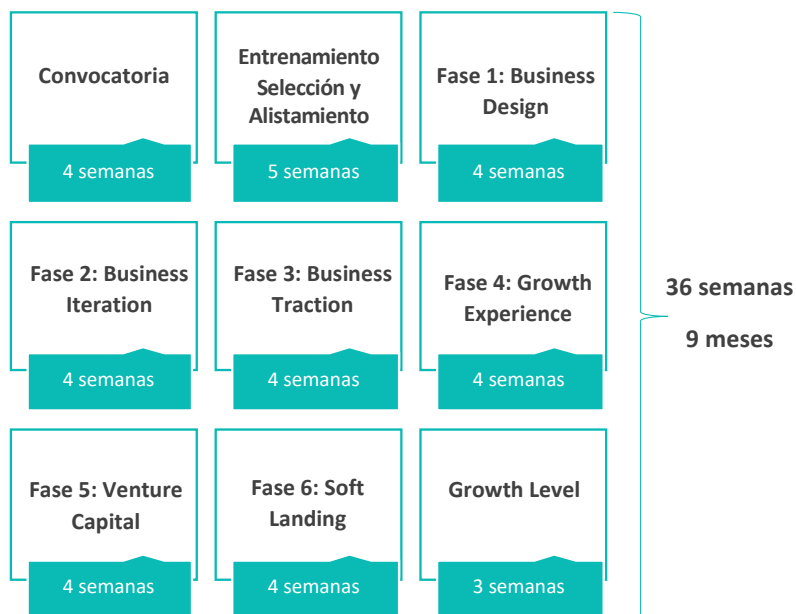 Convocatoria
4 semanas
Entrenamiento
Selección y
Alistamiento
5 semanas
Fase 1: Business
Design
4 semanas
Fase 2: Business
Iteration
4 semanas
Fase 3: Business
Traction
4 semanas
Fase 4: Growth
Experience
4 semanas
Fase 5: Venture
Capital
4 semanas
Fase 6: Soft
Landing
4 semanas
Growth Level
3 semanas
36 semanas
9 meses